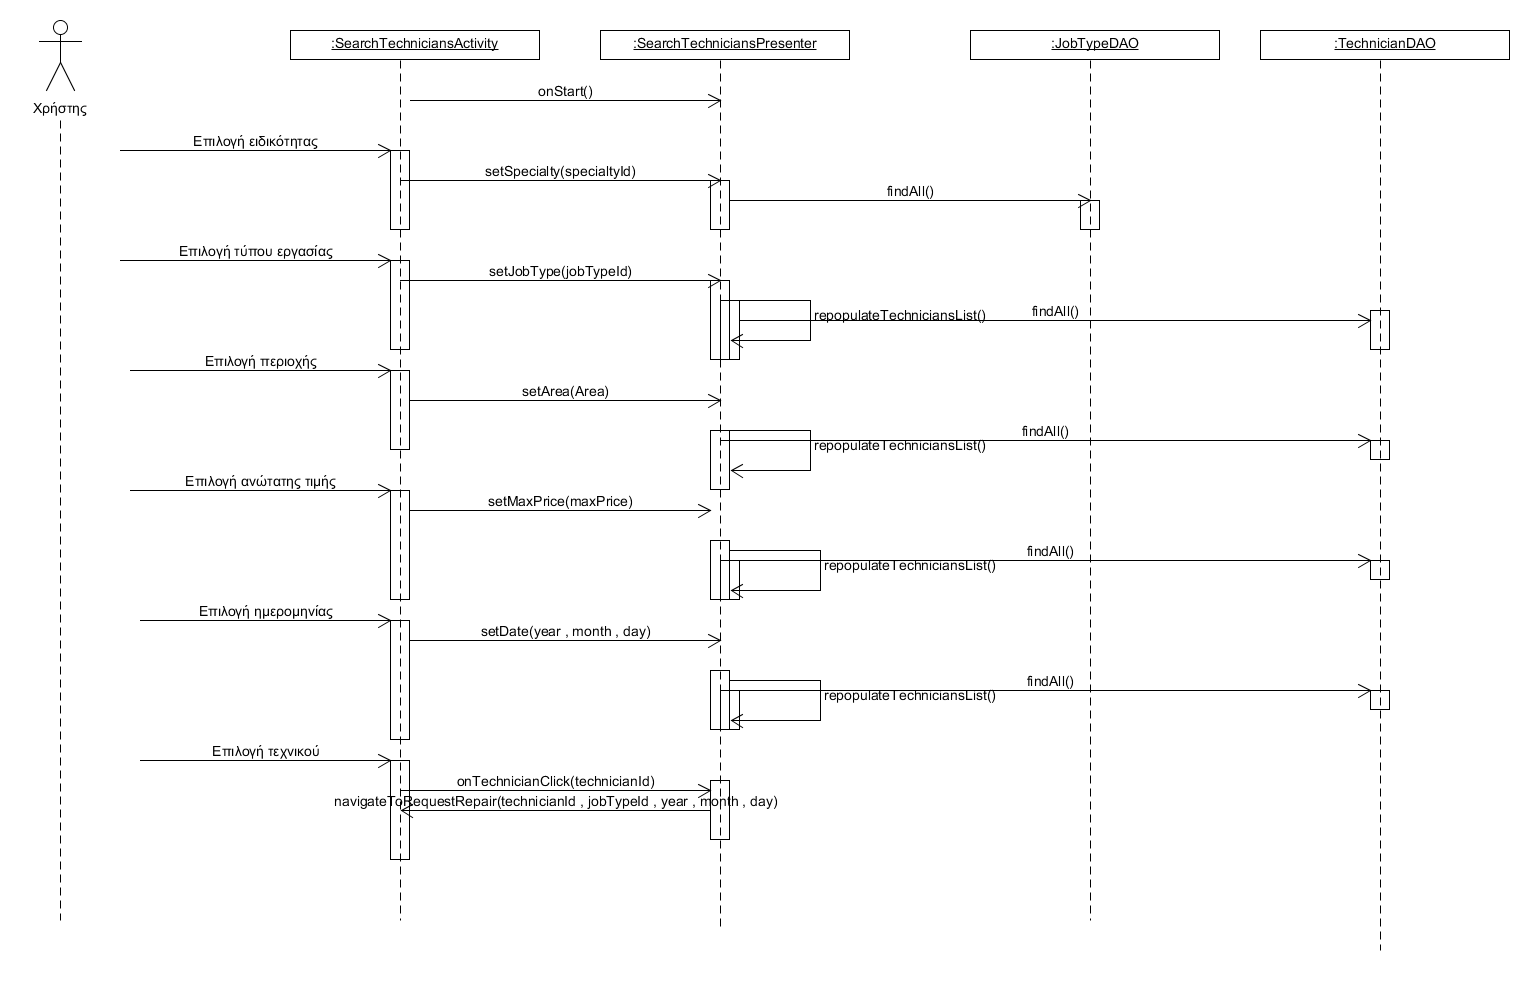 :SearchTechniciansActivity
:SearchTechniciansPresenter
:JobTypeDAO
:TechnicianDAO
Χρήστης
onStart()
Επιλογή ειδικότητας
setSpecialty(specialtyId)
findAll()
Επιλογή τύπου εργασίας
setJobType(jobTypeId)
repopulateTechniciansList()
findAll()
Επιλογή περιοχής
setArea(Area)
findAll()
repopulateTechniciansList()
Επιλογή ανώτατης τιμής
setMaxPrice(maxPrice)
findAll()
repopulateTechniciansList()
Επιλογή ημερομηνίας
setDate(year , month , day)
findAll()
repopulateTechniciansList()
Επιλογή τεχνικού
onTechnicianClick(technicianId)
navigateToRequestRepair(technicianId , jobTypeId , year , month , day)